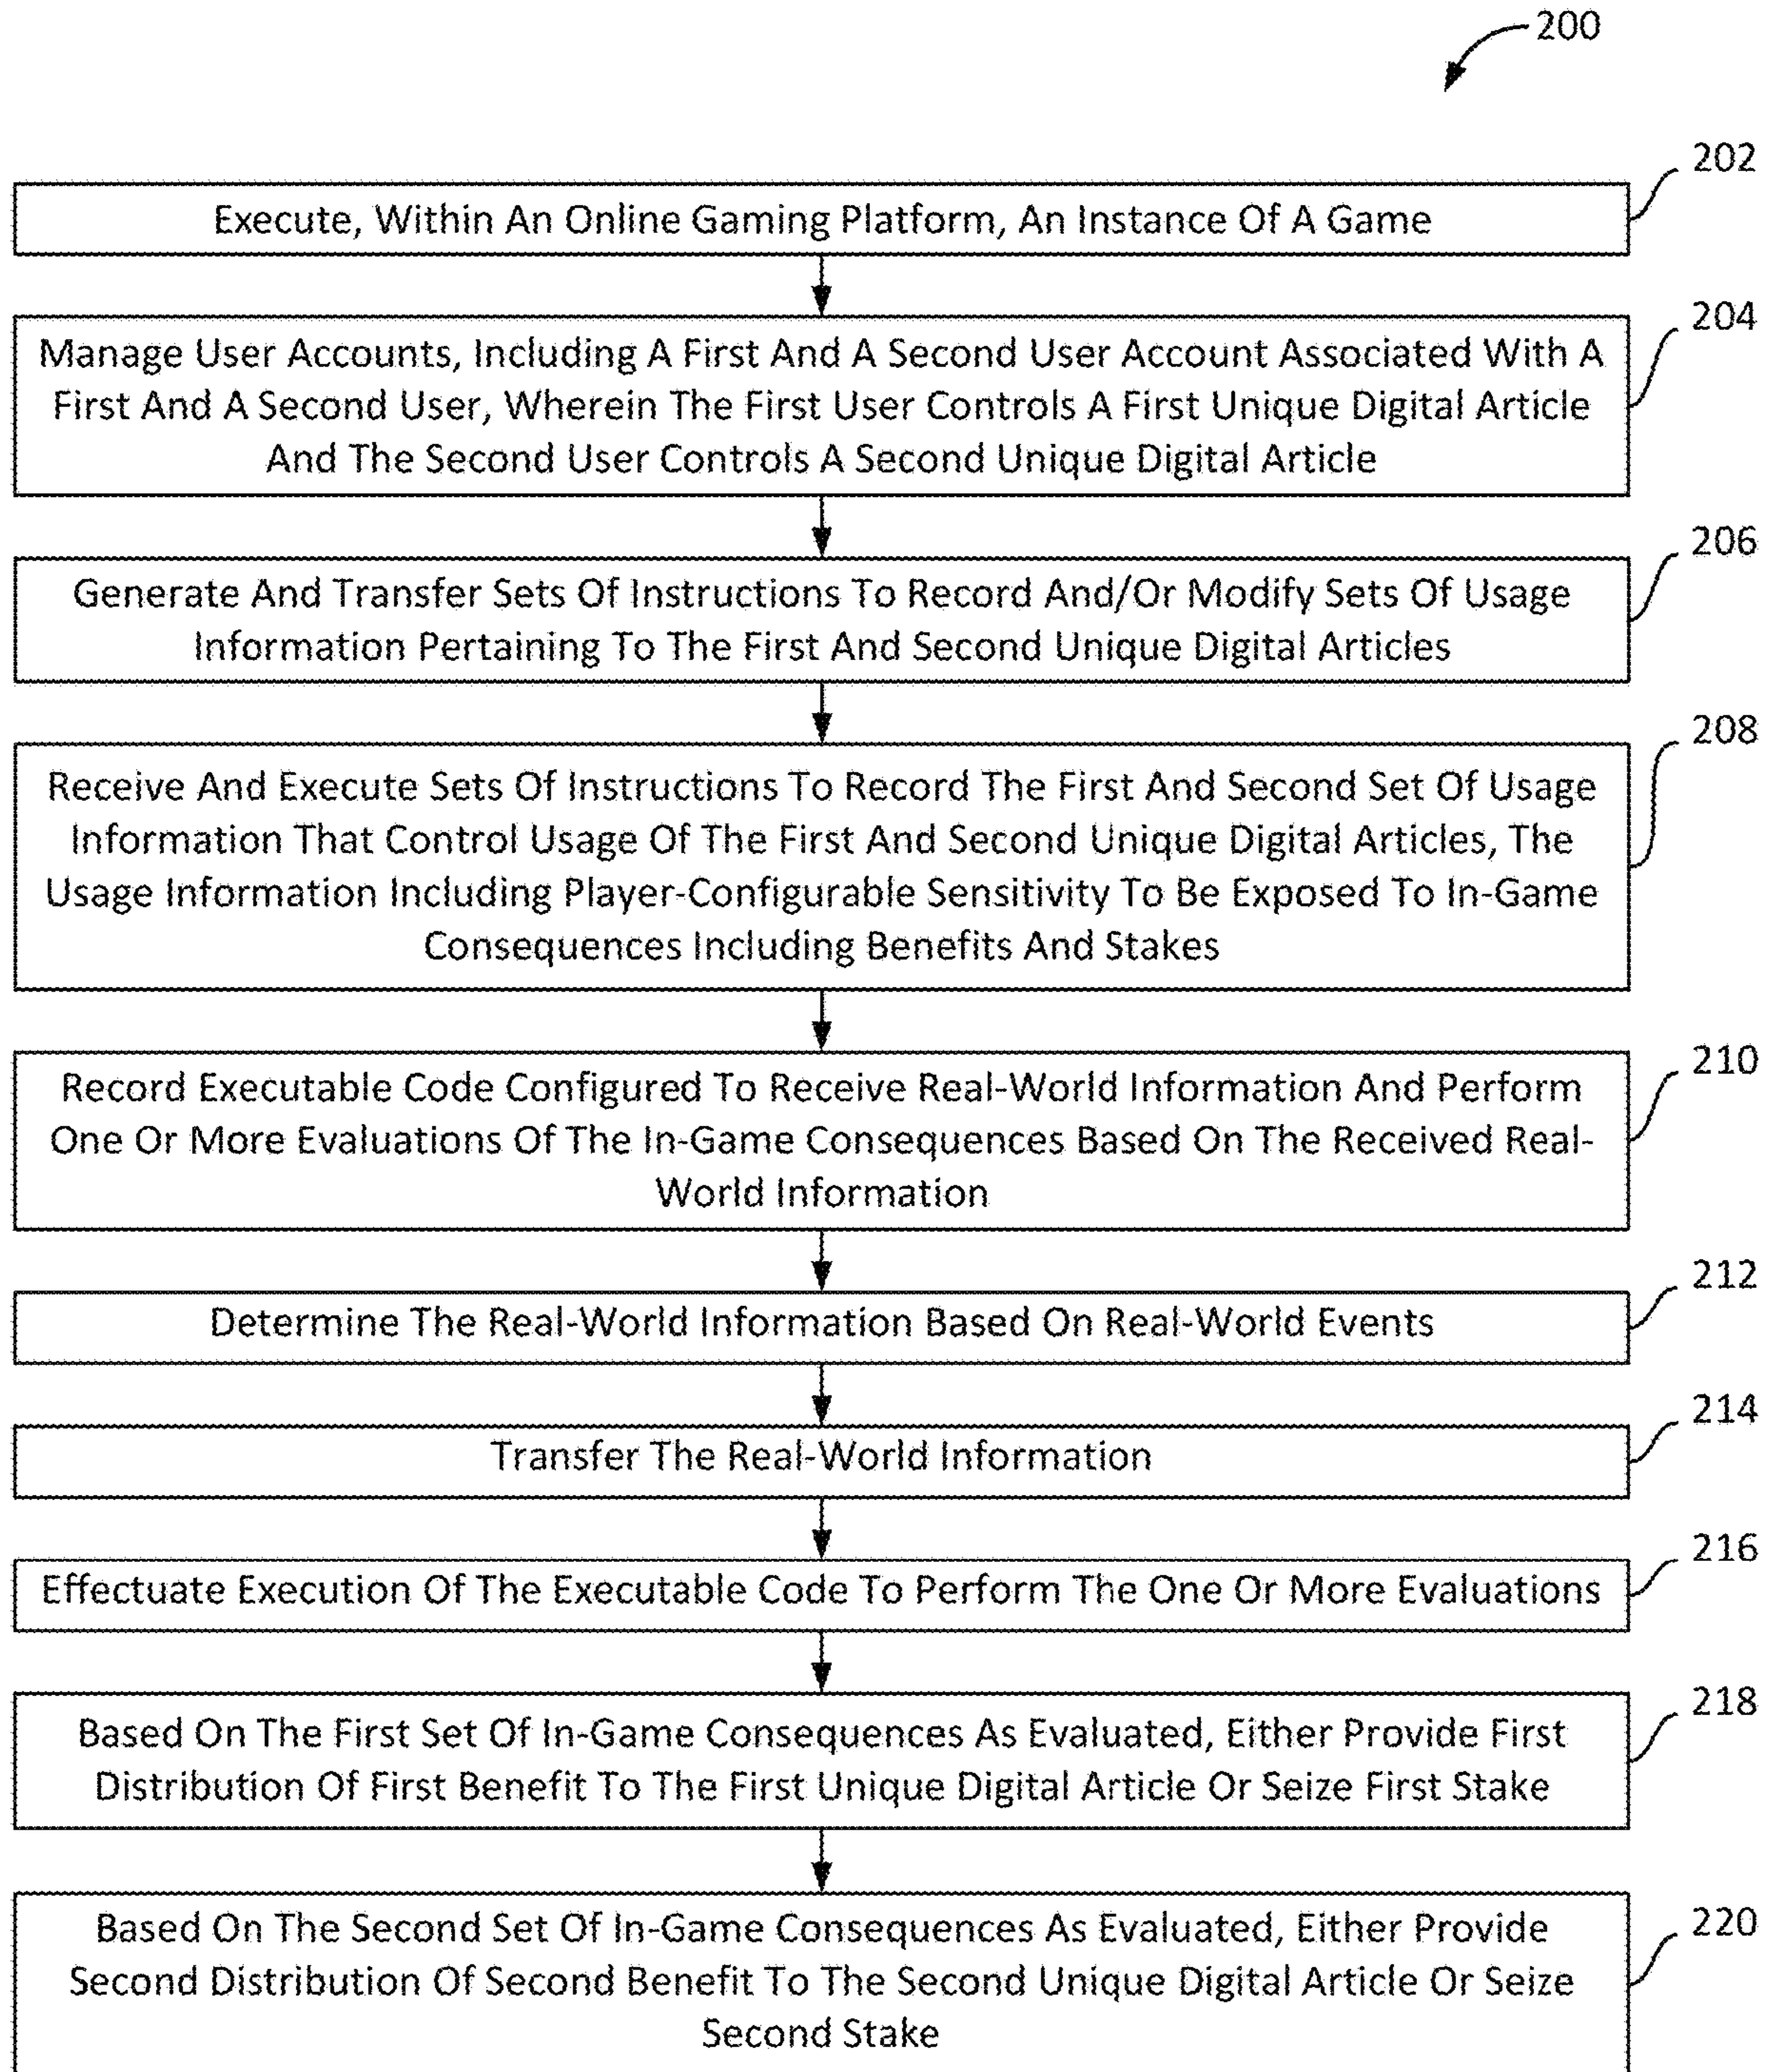 200
202
Execute, Within An Online Gaming Platform, An Instance Of A Game
204
Manage User Accounts, Including A First And A Second User Account Associated With A
First And A Second User, Wherein The First User Controls A First Unique Digital Article
And The Second User Controls A Second Unique Digital Article
206
Generate And Transfer Sets Of Instructions To Record And/Or Modify Sets Of Usage
Information Pertaining To The First And Second Unique Digital Articles
208
Receive And Execute Sets Of Instructions To Record The First And Second Set Of Usage
Information That Control Usage Of The First And Second Unique Digital Articles, The
Usage Information Including Player-Configurable Sensitivity To Be Exposed To In-Game
Consequences Including Benefits And Stakes
210
Record Executable Code Configured To Receive Real-World Information And Perform
One Or More Evaluations Of The In-Game Consequences Based On The Received Real-
World Information
212
Determine The Real-World Information Based On Real-World Events
214
Transfer The Real-World Information
216
Effectuate Execution Of The Executable Code To Perform The One Or More Evaluations
218
Based On The First Set Of In-Game Consequences As Evaluated, Either Provide First
Distribution Of First Benefit To The First Unique Digital Article Or Seize First Stake
220
Based On The Second Set Of In-Game Consequences As Evaluated, Either Provide
Second Distribution Of Second Benefit To The Second Unique Digital Article Or Seize
Second Stake